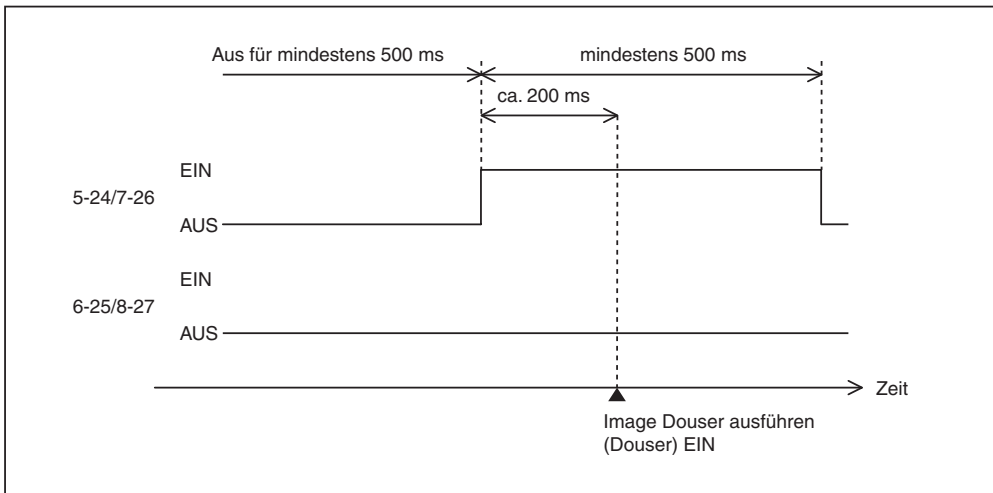 Aus für mindestens 500 ms
mindestens 500 ms
ca. 200 ms
EIN
5-24/7-26
AUS
EIN
6-25/8-27
AUS
Zeit
Image Douser ausführen
(Douser) EIN